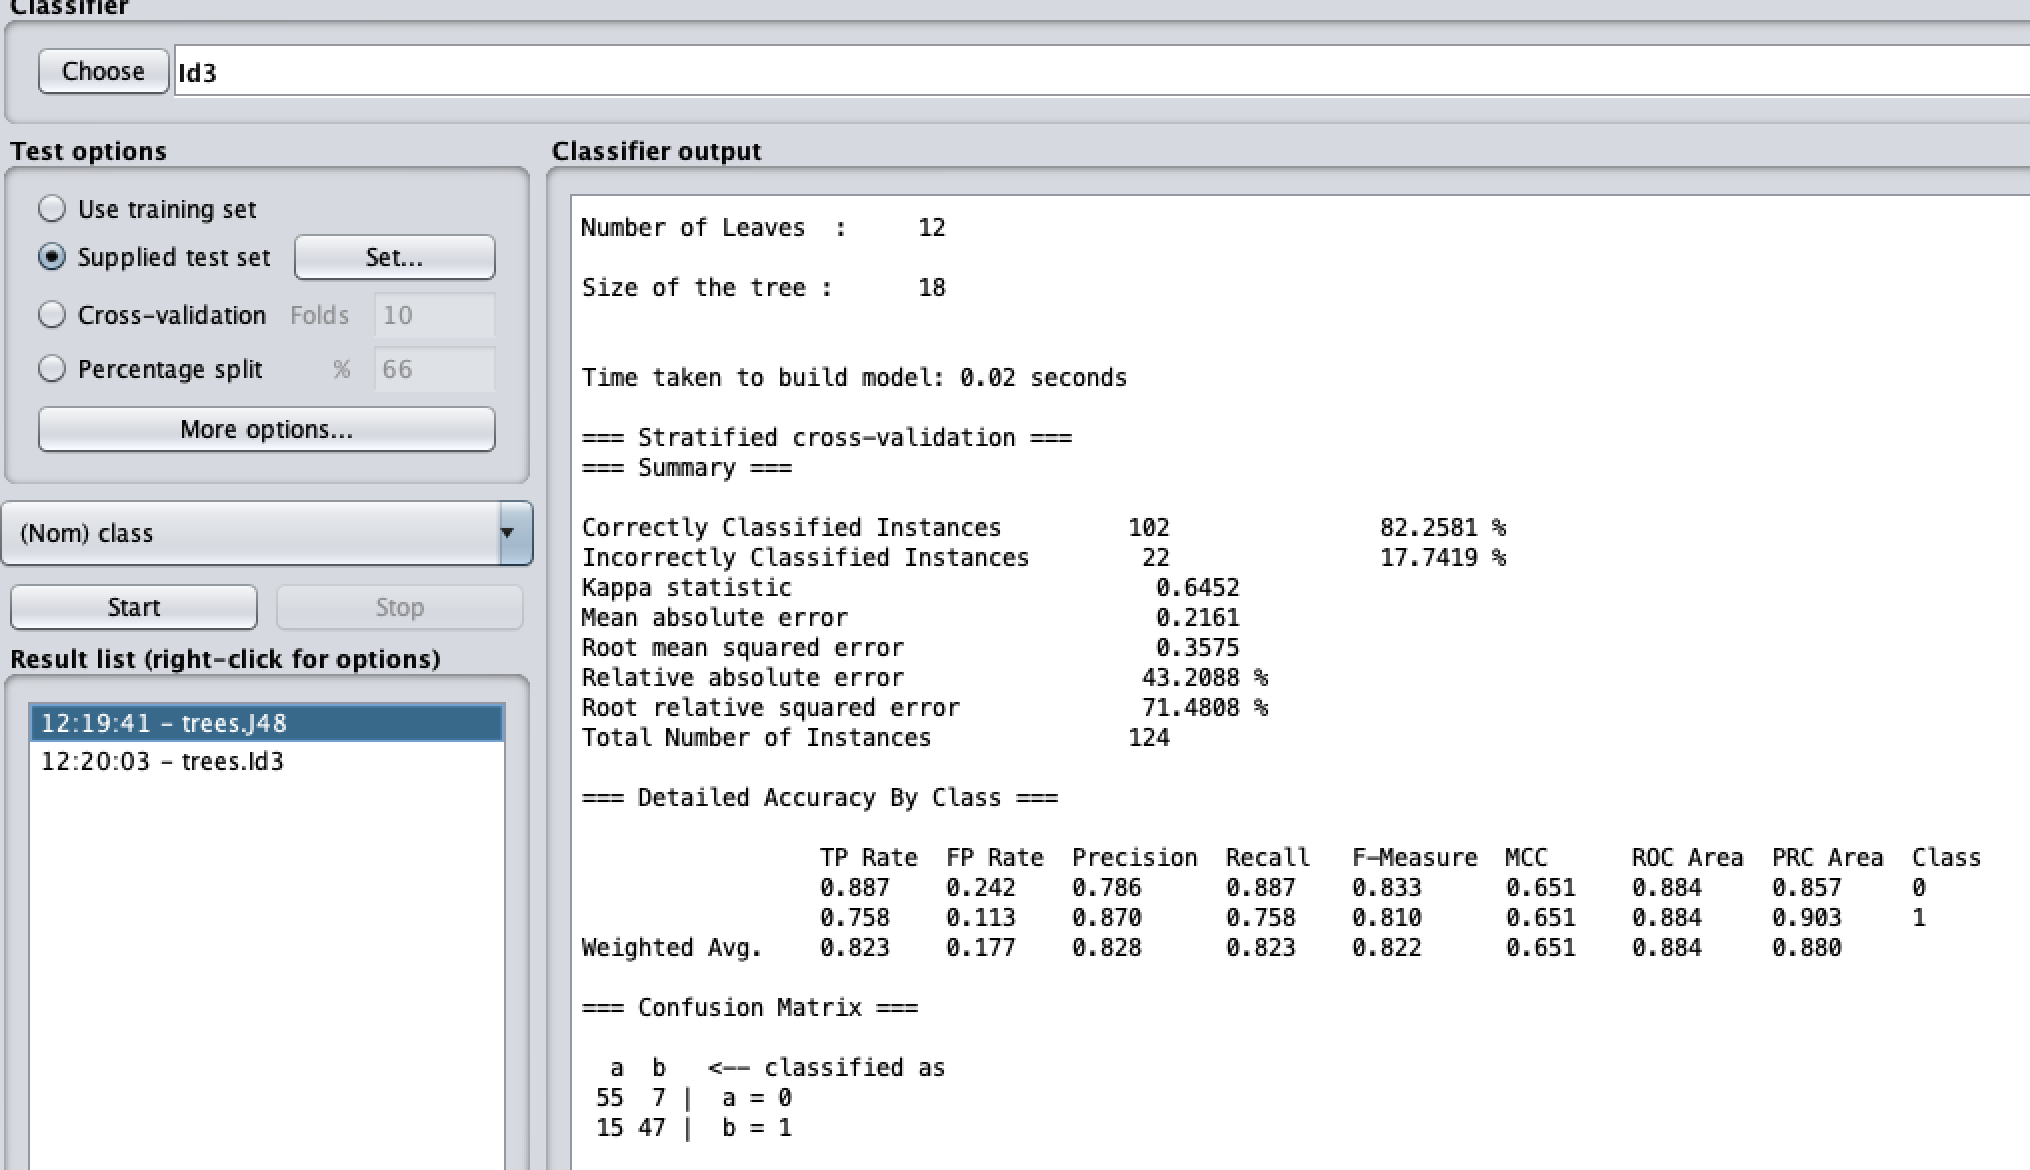 Classifier
Choose Id3
Test options
Use training set
Supplied test set Set...
Cross-validation Folds 10
Percentage split % 66
More options...
(Nom) class
Start Stop
Result list (right-click for options)
12:19:41 - trees.J48
12:20:03 - trees.Id3
Classifier output
Number of Leaves  :     12
Size of the tree :      18
Time taken to build model: 0.02 seconds
=== Stratified cross-validation ===
=== Summary ===
Correctly Classified Instances         102               82.2581 %
Incorrectly Classified Instances        22               17.7419 %
Kappa statistic                          0.6452
Mean absolute error                      0.2161
Root mean squared error                  0.3575
Relative absolute error                 43.2088 %
Root relative squared error             71.4808 %
Total Number of Instances              124
=== Detailed Accuracy By Class ===
                 TP Rate  FP Rate  Precision  Recall   F-Measure  MCC      ROC Area  PRC Area  Class
                 0.887    0.242    0.786      0.887    0.833      0.651    0.884     0.857     0
                 0.758    0.113    0.870      0.758    0.810      0.651    0.884     0.903     1
Weighted Avg.    0.823    0.177    0.828      0.823    0.822      0.651    0.884     0.880
=== Confusion Matrix ===
  a  b   <-- classified as
 55  7 |  a = 0
 15 47 |  b = 1